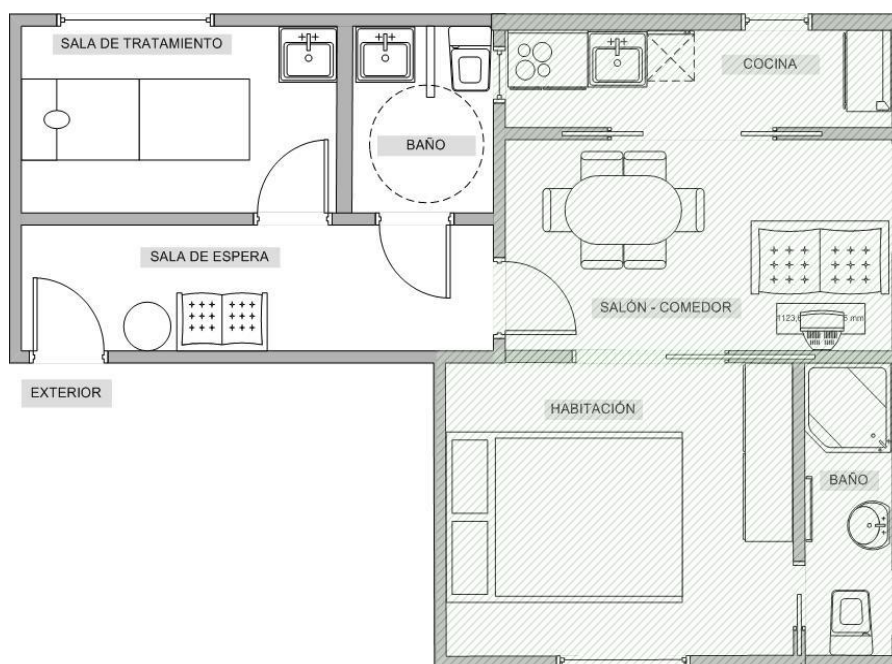 SALA DE TRATAMIENTO
COCINA
BAÑO
SALA DE ESPERA
SALÓN - COMEDOR
EXTERIOR
HABITACIÓN
BAÑO